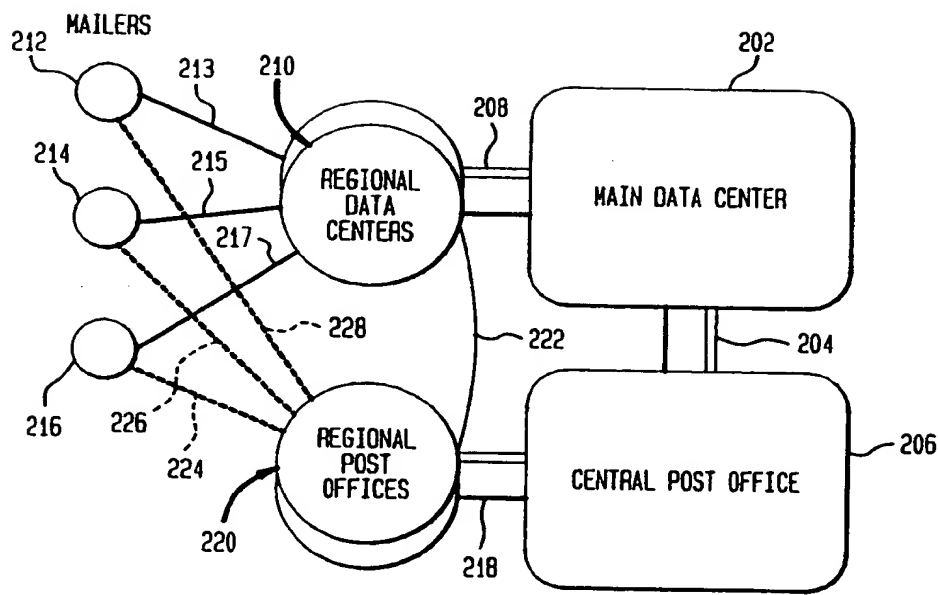 MAILERS
212
213
210
202
208
214
215
REGIONAL
DATA
CENTERS
MAIN DATA CENTER
217
228
222
204
216
226
224
REGIONAL
POST
OFFICES
CENTRAL POST OFFICE
206
220
218